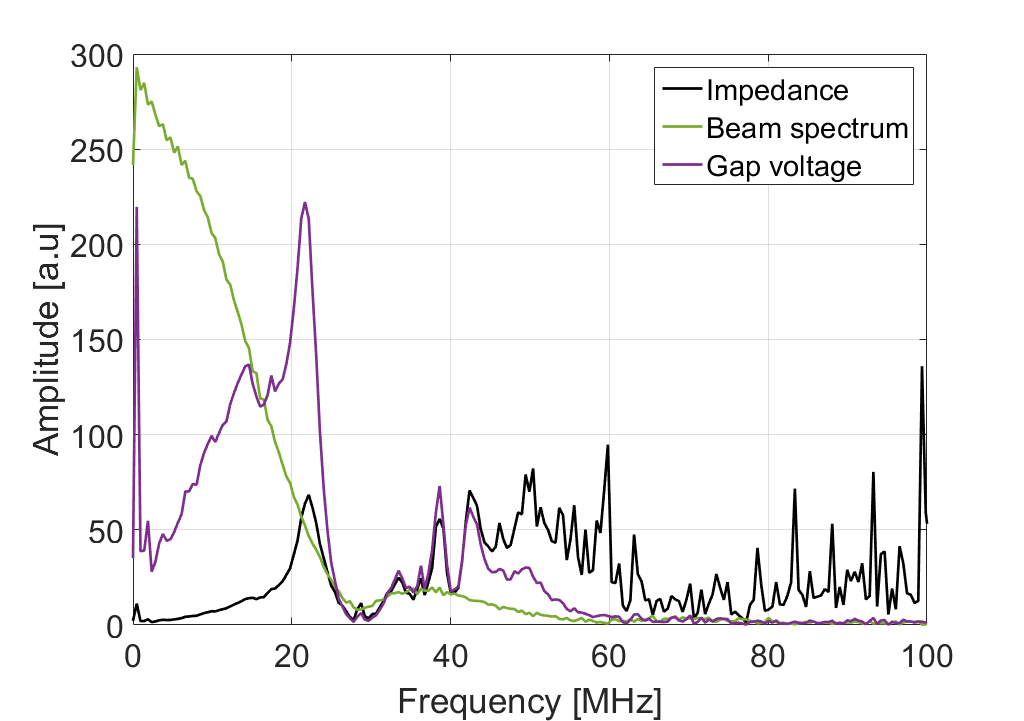 300
250
200
150
100
50
0
Amplitude [a.u]
Impedance
Beam spectrum
Gap voltage
0 20 40 60 80 100
Frequency [MHz]